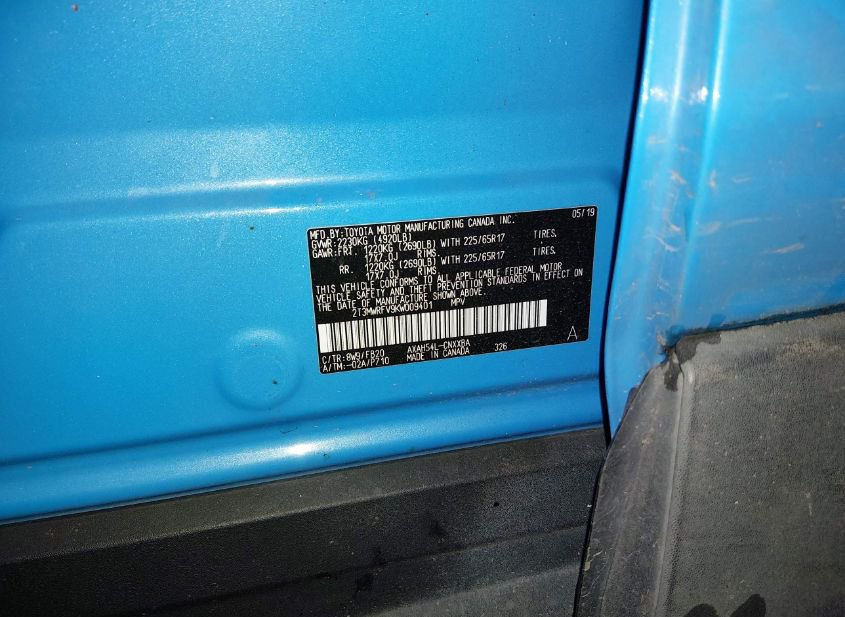 MFD.BY:TOYOTA MOTOR MANUFACTURING CANADA INC. 05/19
GVWR:2230KG (4920LB)
GAWR:FRT. 1220KG (2690LB) WITH 225/65R17 TIRES,
17X7.0J RIMS
RR. 1220KG (2690LB) WITH 225/65R17 TIRES,
17X7.0J RIMS
THIS VEHICLE CONFORMS TO ALL APPLICABLE FEDERAL MOTOR
VEHICLE SAFETY AND THEFT PREVENTION STANDARDS IN EFFECT ON
THE DATE OF MANUFACTURE SHOWN ABOVE.
2T3MWRFV9KW009401 MPV
C/TR:8W9/FB20 AXAH54L-CNXXBA 326 A
A/TM:-02A/P710 MADE IN CANADA